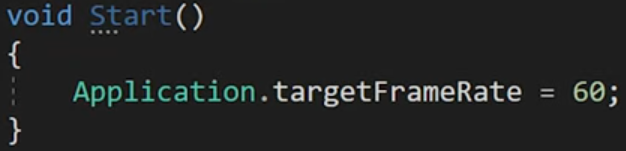 void Start()
{
    Application.targetFrameRate = 60;
}